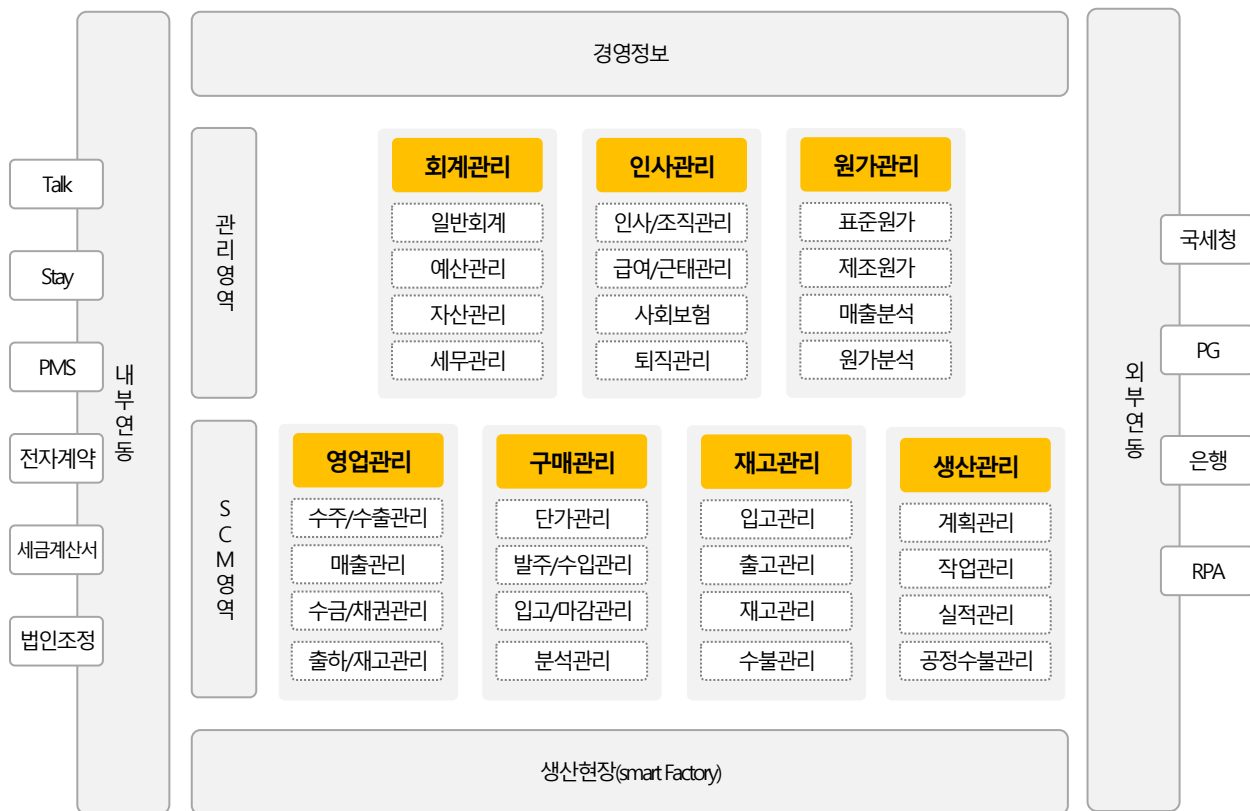 경영정보
내부연동
Talk
Stay
PMS
전자계약
세금계산서
법인조정
관리영역
회계관리
일반회계
예산관리
자산관리
세무관리
인사관리
인사/조직관리
급여/근태관리
사회보험
퇴직관리
원가관리
표준원가
제조원가
매출분석
원가분석
SCM영역
영업관리
수주/수출관리
매출관리
수금/채권관리
출하/재고관리
구매관리
단가관리
발주/수입관리
입고/마감관리
분석관리
재고관리
입고관리
출고관리
재고관리
수불관리
생산관리
계획관리
작업관리
실적관리
공정수불관리
외부연동
국세청
PG
은행
RPA
생산현장(smart Factory)